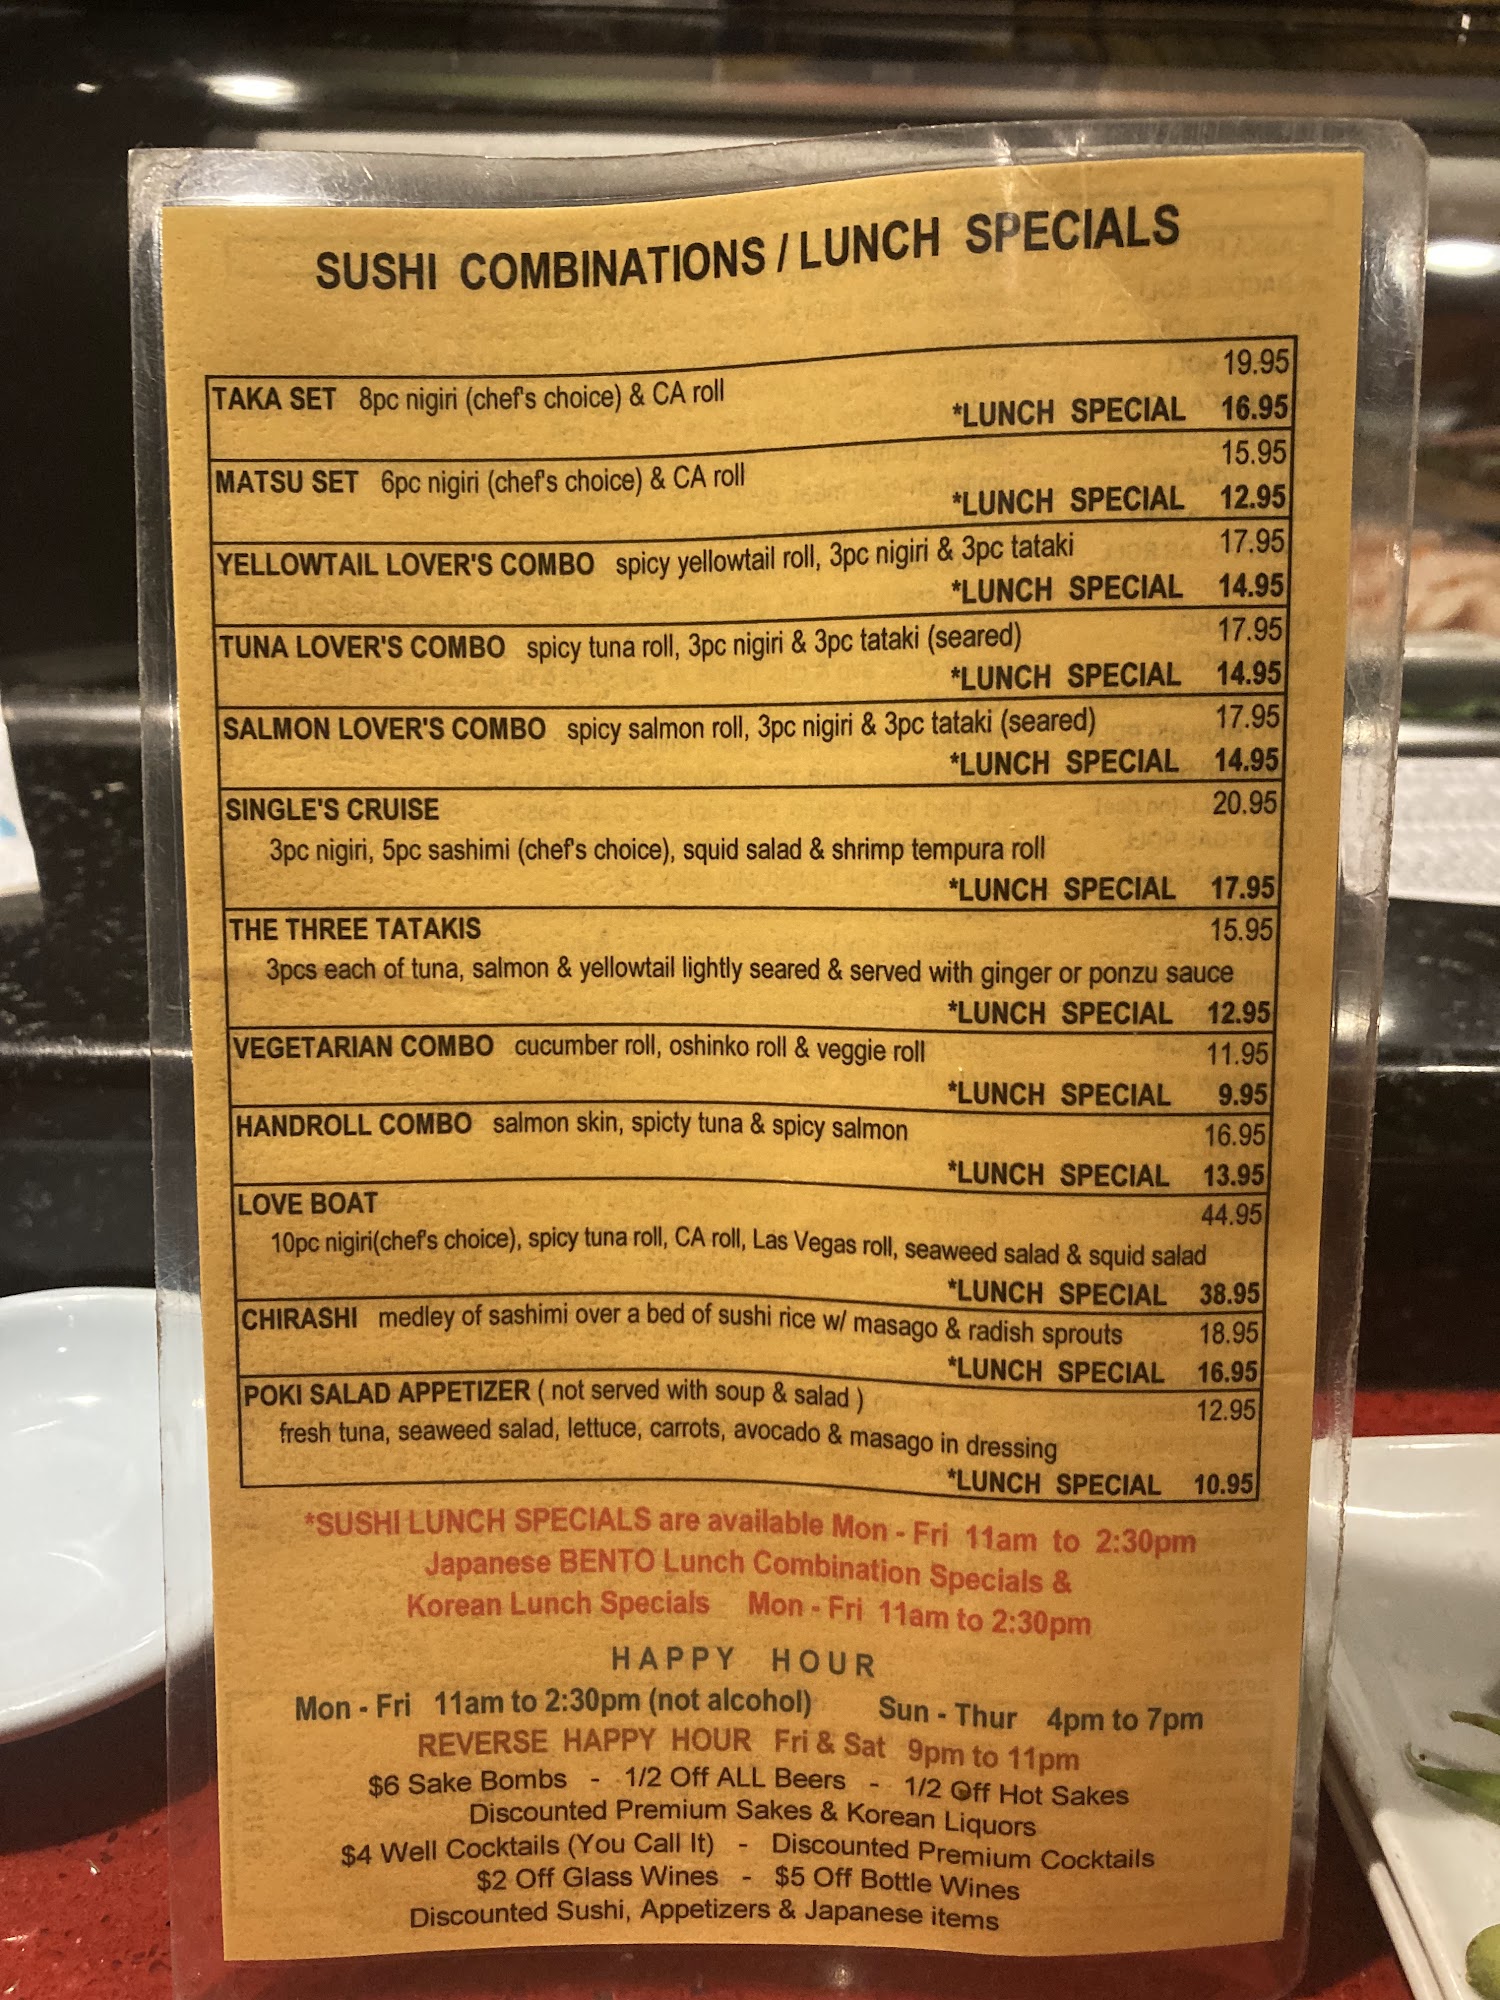 SUSHI COMBINATIONS / LUNCH SPECIALS
TAKA SET 8pc nigiri (chef's choice) & CA roll 19.95
*LUNCH SPECIAL 16.95
MATSU SET 6pc nigiri (chef's choice) & CA roll 15.95
*LUNCH SPECIAL 12.95
YELLOWTAIL LOVER'S COMBO spicy yellowtail roll, 3pc nigiri & 3pc tataki 17.95
*LUNCH SPECIAL 14.95
TUNA LOVER'S COMBO spicy tuna roll, 3pc nigiri & 3pc tataki (seared) 17.95
*LUNCH SPECIAL 14.95
SALMON LOVER'S COMBO spicy salmon roll, 3pc nigiri & 3pc tataki (seared) 17.95
*LUNCH SPECIAL 14.95
SINGLE'S CRUISE 20.95
3pc nigiri, 5pc sashimi (chef's choice), squid salad & shrimp tempura roll
*LUNCH SPECIAL 17.95
THE THREE TATAKIS 15.95
3pcs each of tuna, salmon & yellowtail lightly seared & served with ginger or ponzu sauce
*LUNCH SPECIAL 12.95
VEGETARIAN COMBO cucumber roll, oshinko roll & veggie roll 11.95
*LUNCH SPECIAL 9.95
HANDROLL COMBO salmon skin, spicty tuna & spicy salmon 16.95
*LUNCH SPECIAL 13.95
LOVE BOAT 44.95
10pc nigiri(chef's choice), spicy tuna roll, CA roll, Las Vegas roll, seaweed salad & squid salad
*LUNCH SPECIAL 38.95
CHIRASHI medley of sashimi over a bed of sushi rice w/ masago & radish sprouts 18.95
*LUNCH SPECIAL 16.95
POKI SALAD APPETIZER ( not served with soup & salad ) 12.95
fresh tuna, seaweed salad, lettuce, carrots, avocado & masago in dressing
*LUNCH SPECIAL 10.95
*SUSHI LUNCH SPECIALS are available Mon - Fri 11am to 2:30pm
Japanese BENTO Lunch Combination Specials &
Korean Lunch Specials Mon - Fri 11am to 2:30pm
HAPPY HOUR
Mon - Fri 11am to 2:30pm (not alcohol) Sun - Thur 4pm to 7pm
REVERSE HAPPY HOUR Fri & Sat 9pm to 11pm
$6 Sake Bombs - 1/2 Off ALL Beers - 1/2 Off Hot Sakes
Discounted Premium Sakes & Korean Liquors
$4 Well Cocktails (You Call It) - Discounted Premium Cocktails
$2 Off Glass Wines - $5 Off Bottle Wines
Discounted Sushi, Appetizers & Japanese items